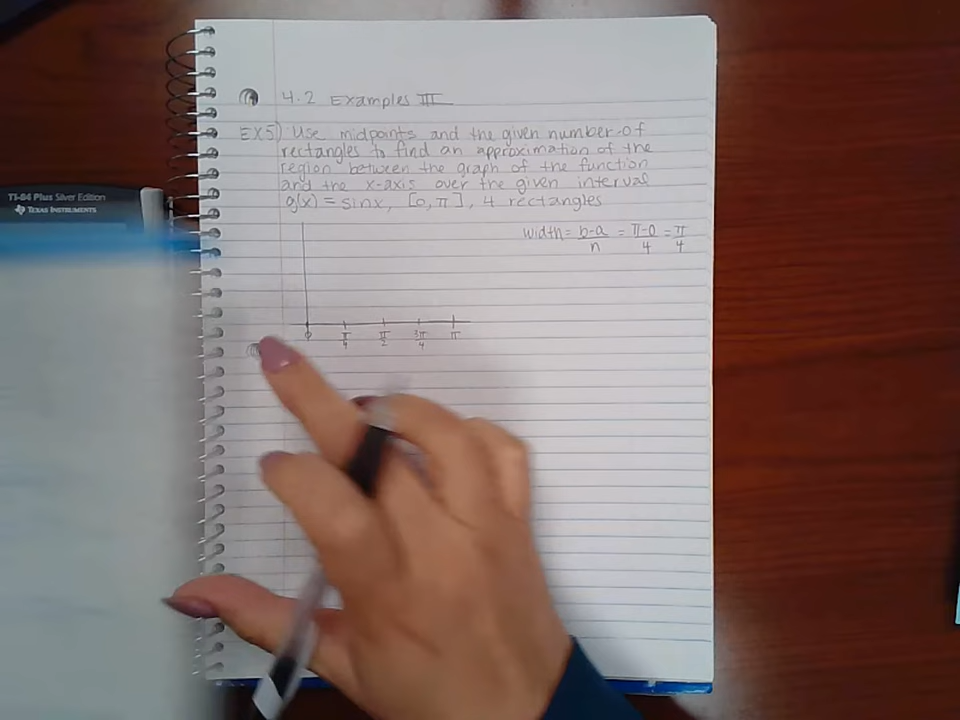 TI-84 Plus Silver Edition
TEXAS INSTRUMENTS
4.2 Examples III
EX5) Use midpoints and the given number of
rectangles to find an approximation of the
region between the graph of the function
and the x-axis over the given interval
g(x) = sinx, [0, π], 4 rectangles
width = b-a/n = π-0/4 = π/4
0 π/4 π/2 3π/4 π